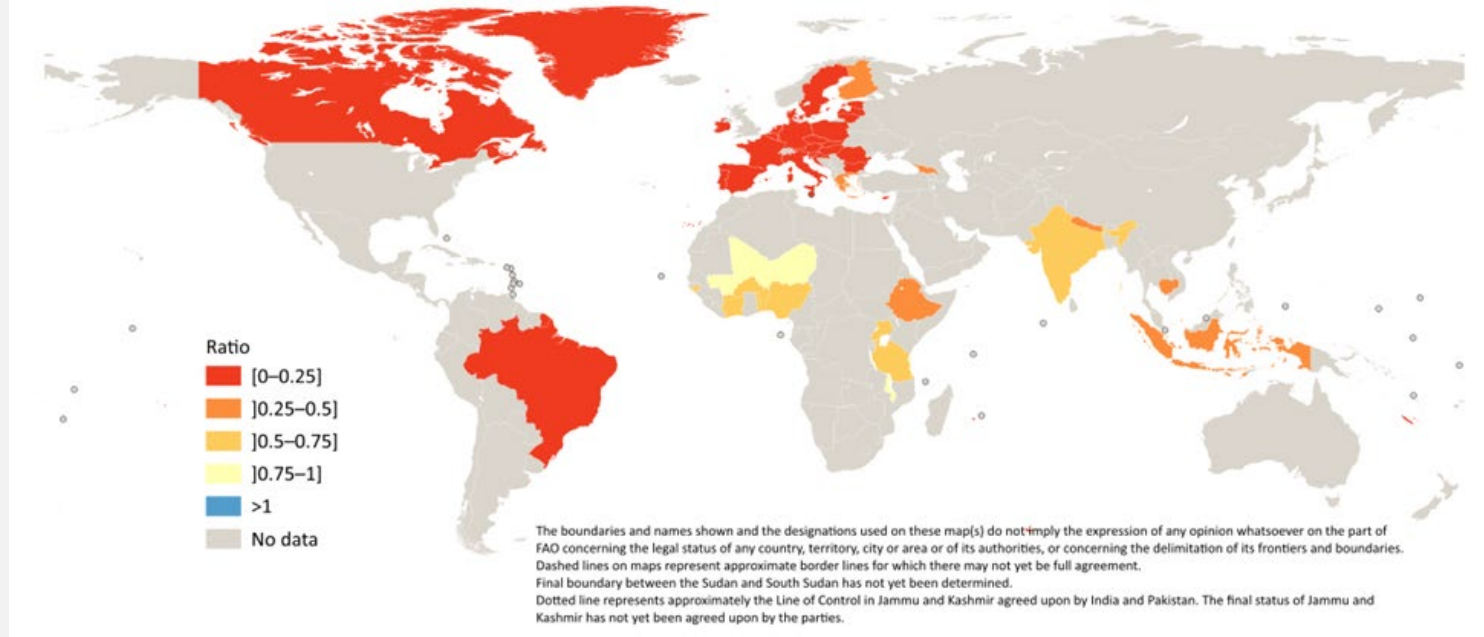 Ratio
[0–0.25]
]0.25–0.5]
]0.5–0.75]
]0.75–1]
>1
No data
The boundaries and names shown and the designations used on these map(s) do not imply the expression of any opinion whatsoever on the part of
FAO concerning the legal status of any country, territory, city or area or of its authorities, or concerning the delimitation of its frontiers and boundaries.
Dashed lines on maps represent approximate border lines for which there may not yet be full agreement.
Final boundary between the Sudan and South Sudan has not yet been determined.
Dotted line represents approximately the Line of Control in Jammu and Kashmir agreed upon by India and Pakistan. The final status of Jammu and
Kashmir has not yet been agreed upon by the parties.